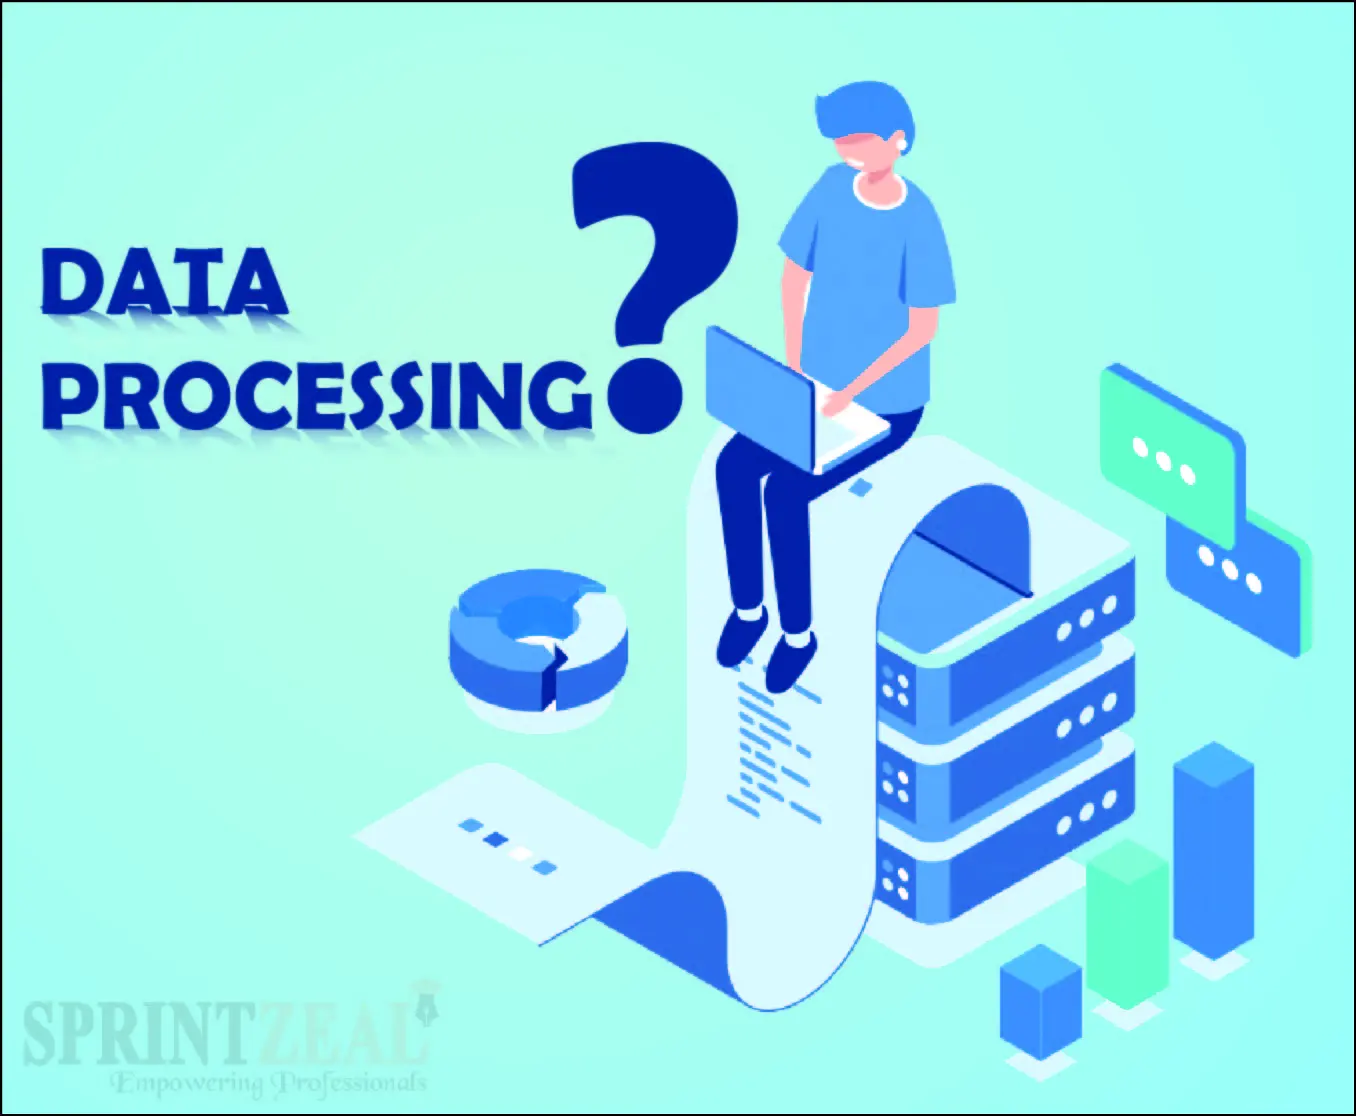 DATA
PROCESSING?
SPRINTZEAL
Empowering Professionals